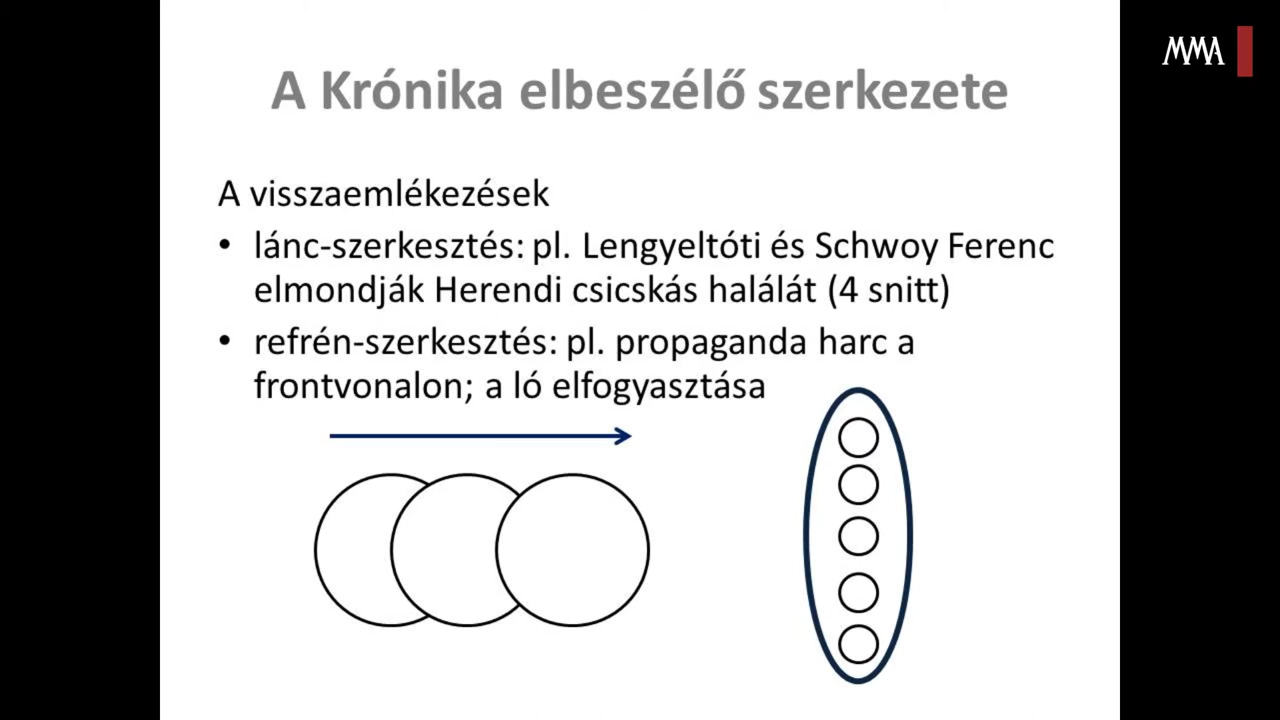 MMA
A Krónika elbeszélő szerkezete
A visszaemlékezések
• lánc-szerkesztés: pl. Lengyeltóti és Schwoy Ferenc
elmondják Herendi csicskás halálát (4 snitt)
• refrén-szerkesztés: pl. propaganda harc a
frontvonalon; a ló elfogyasztása